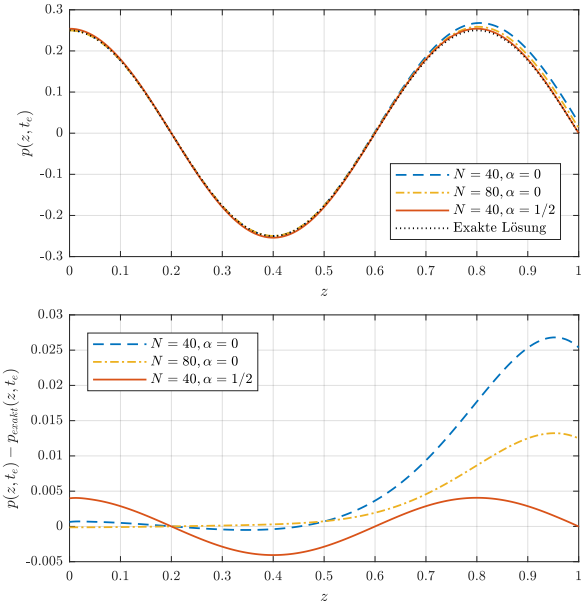 0.3
0.2
0.1
0
-0.1
-0.2
-0.3
p(z, t_e)
N = 40, α = 0
N = 80, α = 0
N = 40, α = 1/2
Exakte Lösung
0 0.1 0.2 0.3 0.4 0.5 0.6 0.7 0.8 0.9 1
z
0.03
0.025
0.02
0.015
0.01
0.005
0
-0.005
p(z, t_e) − p_exakt(z, t_e)
N = 40, α = 0
N = 80, α = 0
N = 40, α = 1/2
0 0.1 0.2 0.3 0.4 0.5 0.6 0.7 0.8 0.9 1
z